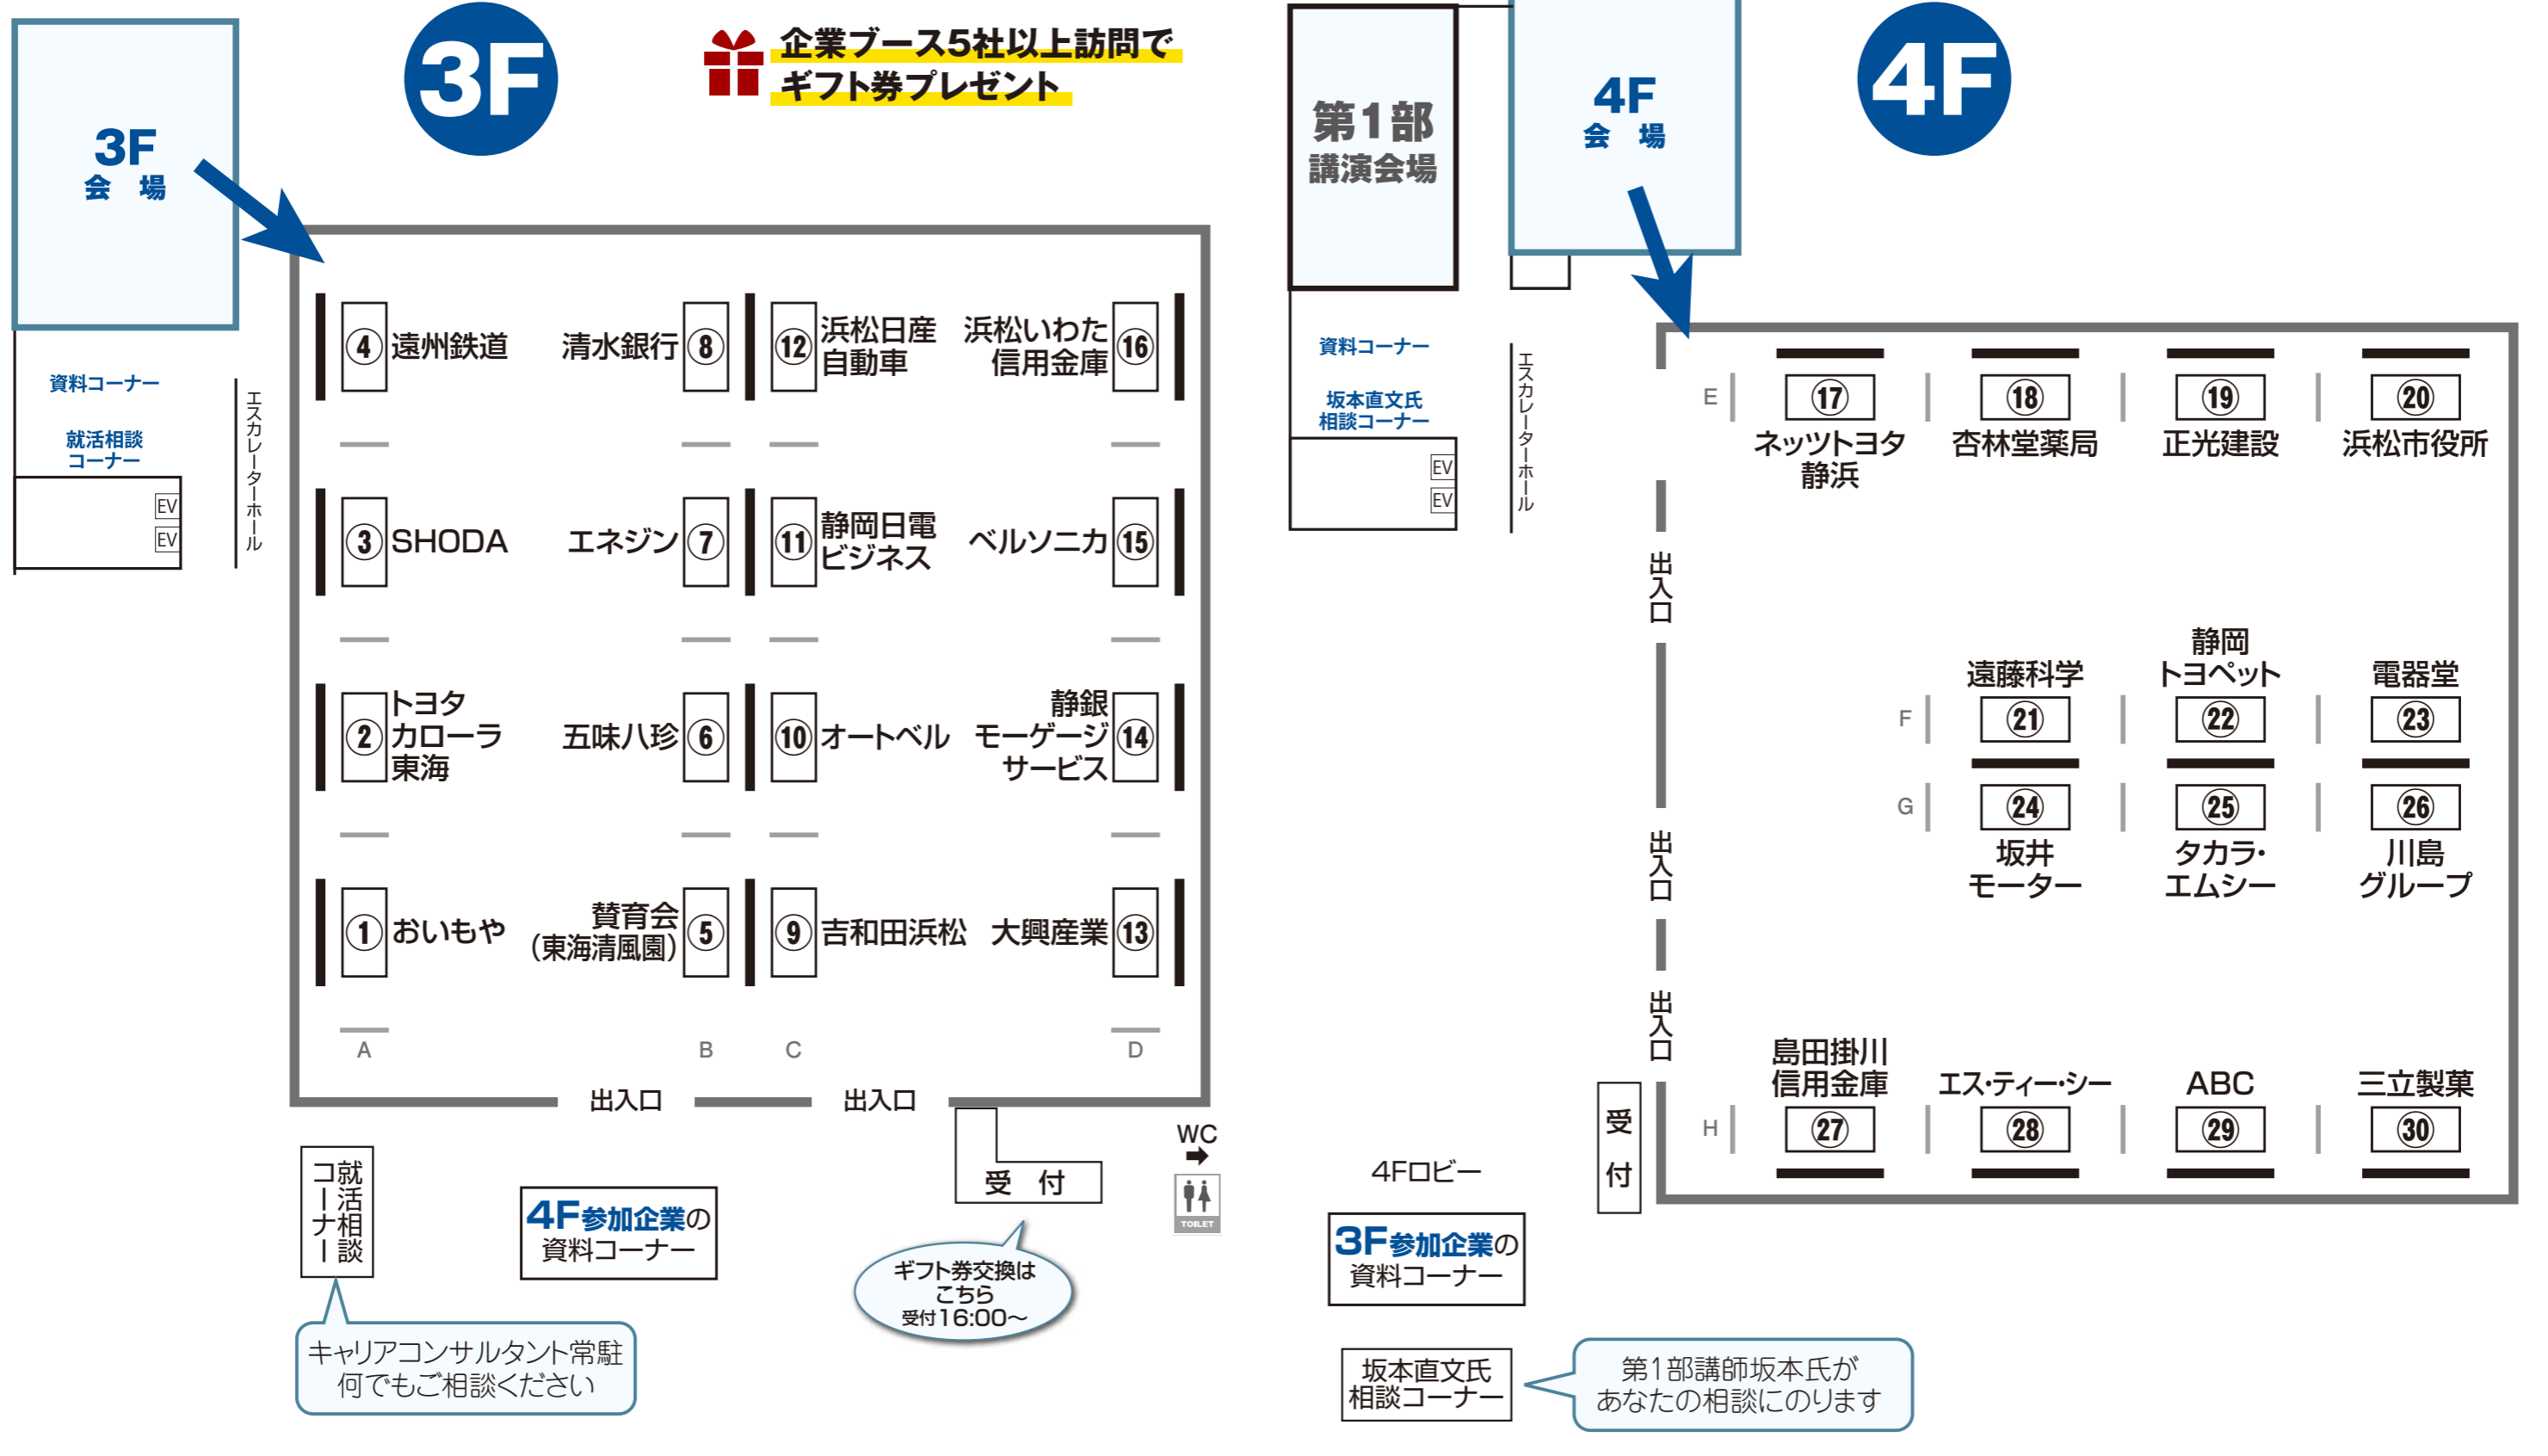 3F
企業ブース5社以上訪問で
ギフト券プレゼント
3F
会 場
資料コーナー
就活相談
コーナー
EV
EV
エスカレーターホール
④ 遠州鉄道
清水銀行 ⑧
⑫ 浜松日産
自動車
浜松いわた
信用金庫 ⑯
③ SHODA
エネジン ⑦
⑪ 静岡日電
ビジネス
ベルソニカ ⑮
② トヨタ
カローラ
東海
五味八珍 ⑥
⑩ オートベル
静銀
モーゲージ
サービス ⑭
① おいもや
賛育会
(東海清風園) ⑤
⑨ 吉和田浜松
大興産業 ⑬
A B C D
出入口
出入口
就活相談
コーナー
キャリアコンサルタント常駐
何でもご相談ください
4F参加企業の
資料コーナー
受 付
ギフト券交換は
こちら
受付16:00〜
WC
TOILET
4F
第1部
講演会場
4F
会 場
資料コーナー
坂本直文氏
相談コーナー
EV
EV
エスカレーターホール
E
⑰
ネッツトヨタ
静浜
⑱
杏林堂薬局
⑲
正光建設
⑳
浜松市役所
出入口
F
遠藤科学
㉑
静岡
トヨペット
㉒
電器堂
㉓
G
㉔
坂井
モーター
㉕
タカラ・
エムシー
㉖
川島
グループ
出入口
出入口
H
島田掛川
信用金庫
㉗
エス・ティー・シー
㉘
ABC
㉙
三立製菓
㉚
受付
4Fロビー
3F参加企業の
資料コーナー
坂本直文氏
相談コーナー
第1部講師坂本氏が
あなたの相談にのります